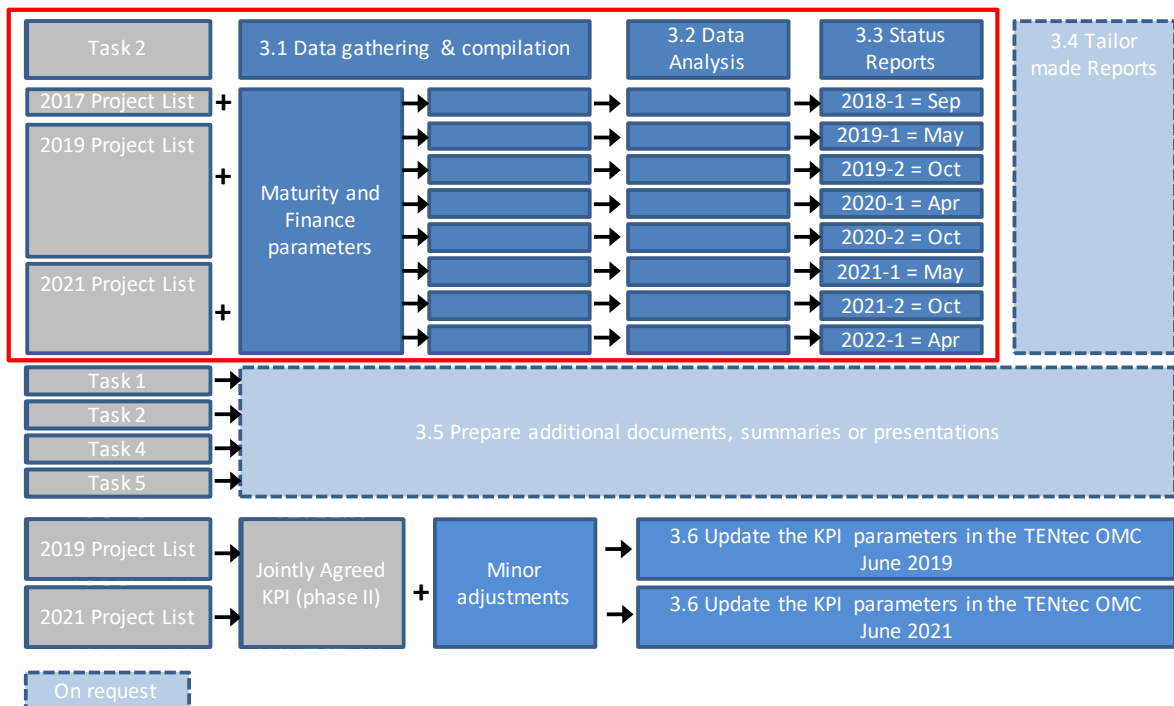 Task 2
3.1 Data gathering & compilation
3.2 Data
Analysis
3.3 Status
Reports
3.4 Tailor
made Reports
2017 Project List
+
2018-1 = Sep
2019 Project List
+
Maturity and
Finance
parameters
2019-1 = May
2019-2 = Oct
2020-1 = Apr
2020-2 = Oct
2021 Project List
+
2021-1 = May
2021-2 = Oct
2022-1 = Apr
Task 1
Task 2
Task 4
Task 5
3.5 Prepare additional documents, summaries or presentations
2019 Project List
2021 Project List
Jointly Agreed
KPI (phase II)
+
Minor
adjustments
3.6 Update the KPI parameters in the TENtec OMC
June 2019
3.6 Update the KPI parameters in the TENtec OMC
June 2021
On request